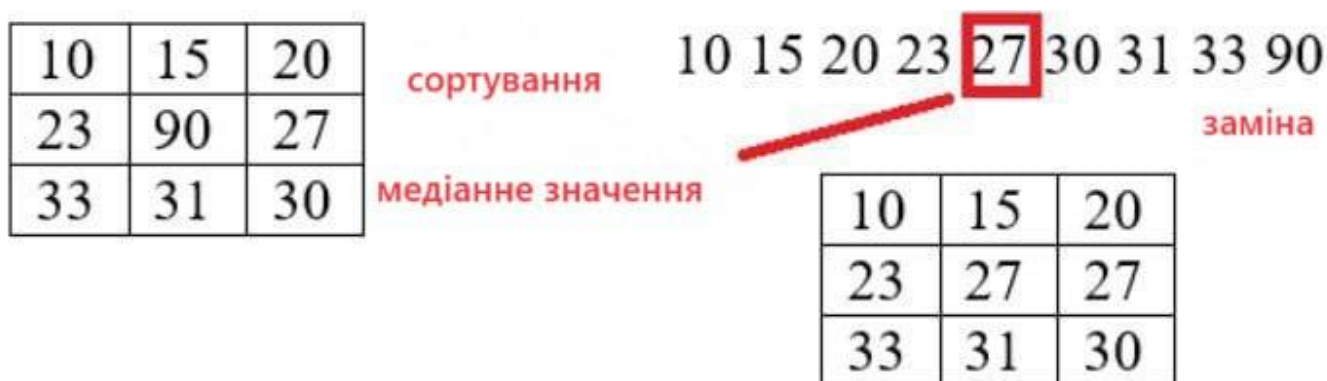 10 15 20
23 90 27
33 31 30
сортування
медіанне значення
10 15 20 23 27 30 31 33 90
заміна
10 15 20
23 27 27
33 31 30